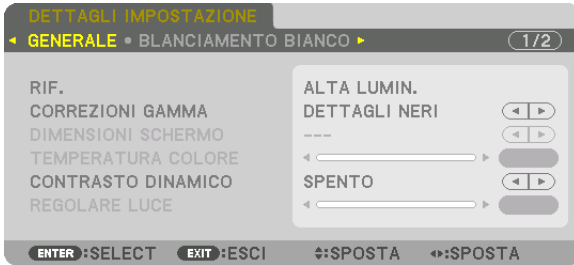 DETTAGLI IMPOSTAZIONE
GENERALE • BLANCIAMENTO BIANCO 1/2
RIF. ALTA LUMIN.
CORREZIONI GAMMA DETTAGLI NERI
DIMENSIONI SCHERMO ---
TEMPERATURA COLORE
CONTRASTO DINAMICO SPENTO
REGOLARE LUCE
ENTER :SELECT EXIT :ESCI :SPOSTA :SPOSTA